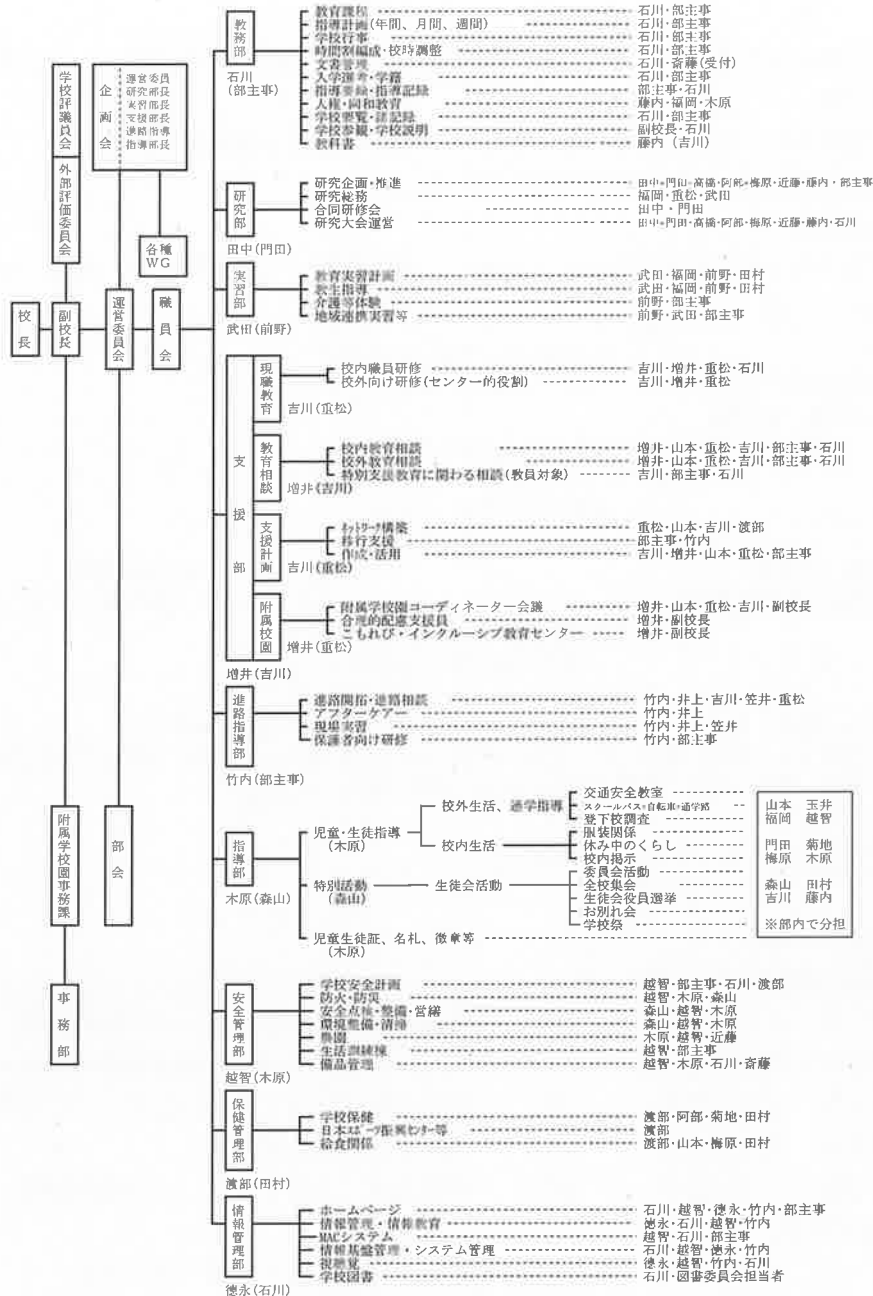 校長
副校長
学校評議員会
外部評価委員会
附属学校園事務課
事務部
企画会
運営委員
研究部長
実習部長
支援部長
進路指導
指導部長
運営委員会
部会
各種WG
職員会
教務部
石川(部主事)
教育課程 石川・部主事
指導計画(年間、月間、週間) 石川・部主事
学校行事 石川・部主事
時間割編成・校時調整 石川・部主事
文書管理 石川・斎藤(受付)
入学選考・学籍 石川・部主事
指導要録・指導記録 部主事・石川
人権・同和教育 藤内・福岡・木原
学校要覧・諸記録 石川・部主事
学校参観・学校説明 副校長・石川
教科書 藤内(吉川)
研究部
田中(門田)
研究企画・推進 田中・門田・高橋・阿部・梅原・近藤・藤内・部主事
研究総務 福岡・重松・武田
合同研修会 田中・門田
研究大会運営 田中・門田・高橋・阿部・梅原・近藤・藤内・石川
実習部
武田(前野)
教育実習計画 武田・福岡・前野・田村
教生指導 武田・福岡・前野・田村
介護等体験 前野・部主事
地域連携実習等 前野・武田・部主事
支援部
増井(吉川)
現職教育
吉川(重松)
校内職員研修 吉川・増井・重松・石川
校外向け研修(センター的役割) 吉川・増井・重松
教育相談
増井(吉川)
校内教育相談 増井・山本・重松・吉川・部主事・石川
校外教育相談 増井・山本・重松・吉川・部主事・石川
特別支援教育に関わる相談(教員対象) 吉川・部主事・石川
支援計画
吉川(重松)
ネットワーク構築 重松・山本・吉川・渡部
移行支援 部主事・竹内
作成・活用 吉川・増井・山本・重松・部主事
附属校園
増井(重松)
附属学校園コーディネーター会議 増井・山本・重松・吉川・副校長
合理的配慮支援員 増井・副校長
こもれび・インクルーシブ教育センター 増井・副校長
進路指導部
竹内(部主事)
進路開拓・進路相談 竹内・井上・吉川・笠井・重松
アフターケアー 竹内・井上
現場実習 竹内・井上・笠井
保護者向け研修 竹内・部主事
指導部
木原(森山)
児童・生徒指導(木原)
校外生活、通学指導
交通安全教室
スクールバス・自転車・通学路
登下校調査
校内生活
服装関係
休み中のくらし
校内掲示
特別活動(森山)
生徒会活動
委員会活動
全校集会
生徒会役員選挙
お別れ会
学校祭
児童生徒証、名札、徽章等(木原)
山本 玉井
福岡 越智
門田 菊地
梅原 木原
森山 田村
吉川 藤内
※部内で分担
安全管理部
越智(木原)
学校安全計画 越智・部主事・石川・渡部
防火・防災 越智・木原・森山
安全点検・整備・営繕 森山・越智・木原
環境整備・清掃 森山・越智・木原
農園 木原・越智・近藤
生活訓練棟 越智・部主事
備品管理 越智・木原・石川・斎藤
保健管理部
渡部(田村)
学校保健 渡部・阿部・菊地・田村
日本スポーツ振興センター等 渡部
給食関係 渡部・山本・梅原・田村
情報管理部
徳永(石川)
ホームページ 石川・越智・徳永・竹内・部主事
情報管理・情報教育 徳永・石川・越智・竹内
MACシステム 越智・石川・部主事
情報基盤管理・システム管理 石川・越智・徳永・竹内
視聴覚 徳永・越智・竹内・石川
学校図書 石川・図書委員会担当者